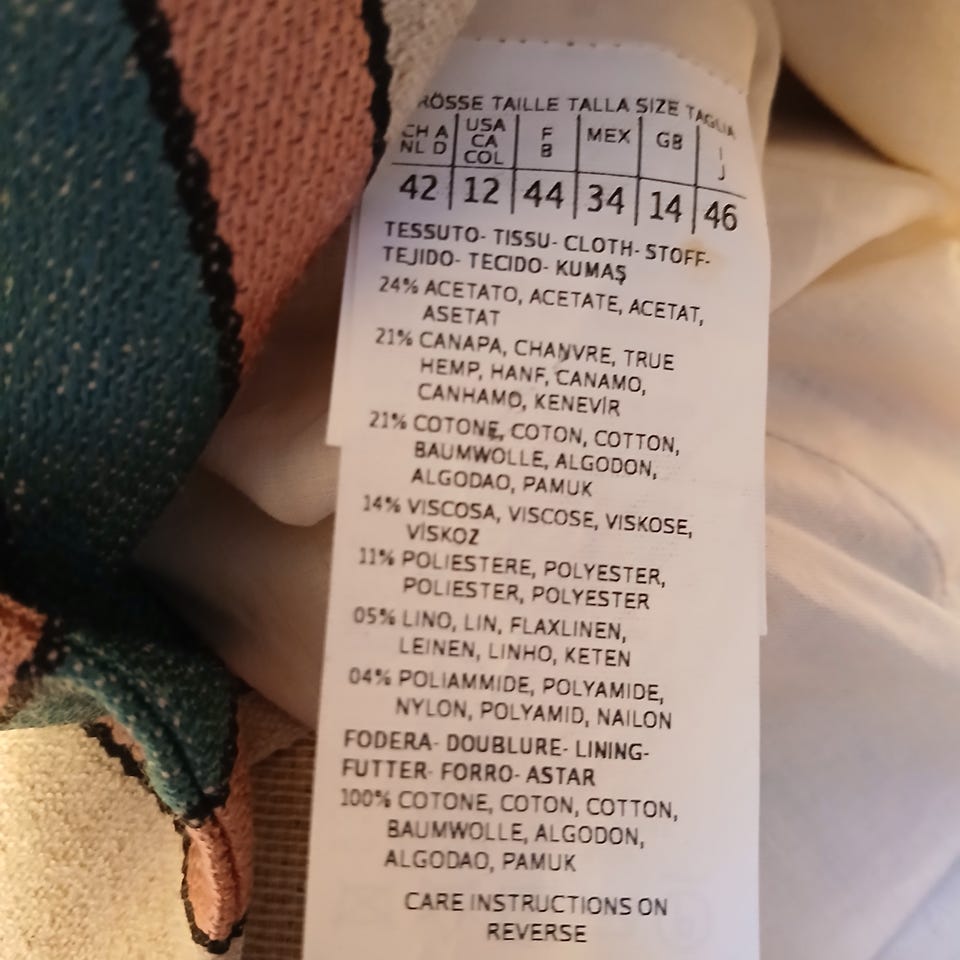 GRÖSSE TAILLE TALLA SIZE TAGLIA
CH A NL D | USA CA COL | F B | MEX | GB | I J
42 | 12 | 44 | 34 | 14 | 46
TESSUTO- TISSU- CLOTH- STOFF-
TEJIDO- TECIDO- KUMAŞ
24% ACETATO, ACETATE, ACETAT,
ASETAT
21% CANAPA, CHANVRE, TRUE
HEMP, HANF, CANAMO,
CANHAMO, KENEVİR
21% COTONE, COTON, COTTON,
BAUMWOLLE, ALGODON,
ALGODAO, PAMUK
14% VISCOSA, VISCOSE, VISKOSE,
VİSKOZ
11% POLIESTERE, POLYESTER,
POLIESTER, POLYESTER
05% LINO, LIN, FLAXLINEN,
LEINEN, LINHO, KETEN
04% POLIAMMIDE, POLYAMIDE,
NYLON, POLYAMID, NAILON
FODERA- DOUBLURE- LINING-
FUTTER- FORRO- ASTAR
100% COTONE, COTON, COTTON,
BAUMWOLLE, ALGODON,
ALGODAO, PAMUK
CARE INSTRUCTIONS ON
REVERSE